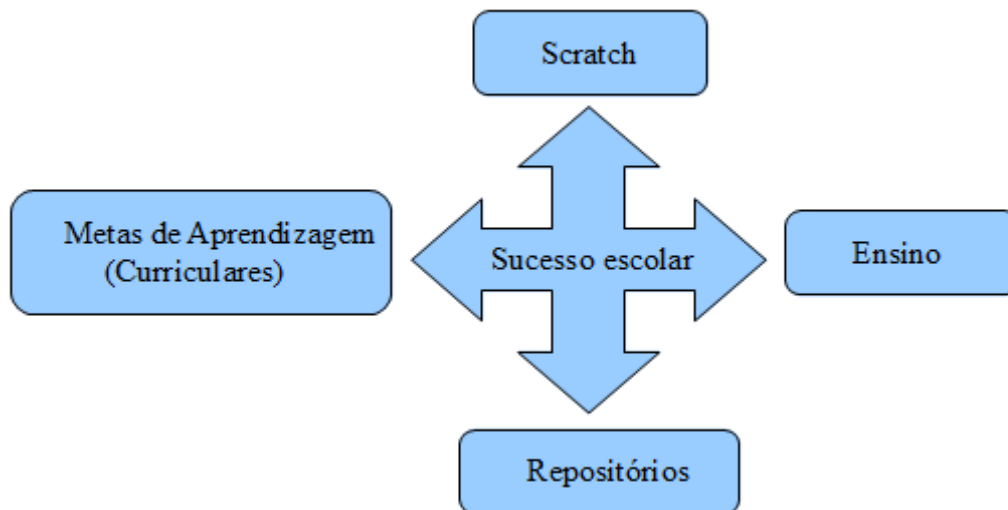 Scratch
Metas de Aprendizagem
(Curriculares)
Sucesso escolar
Ensino
Repositórios